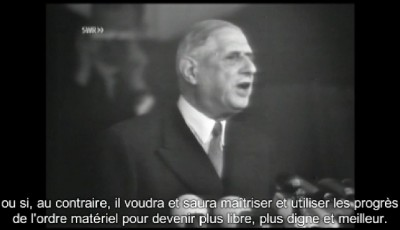 SWR»
ou si, au contraire, il voudra et saura maîtriser et utiliser les progrès
de l'ordre matériel pour devenir plus libre, plus digne et meilleur.